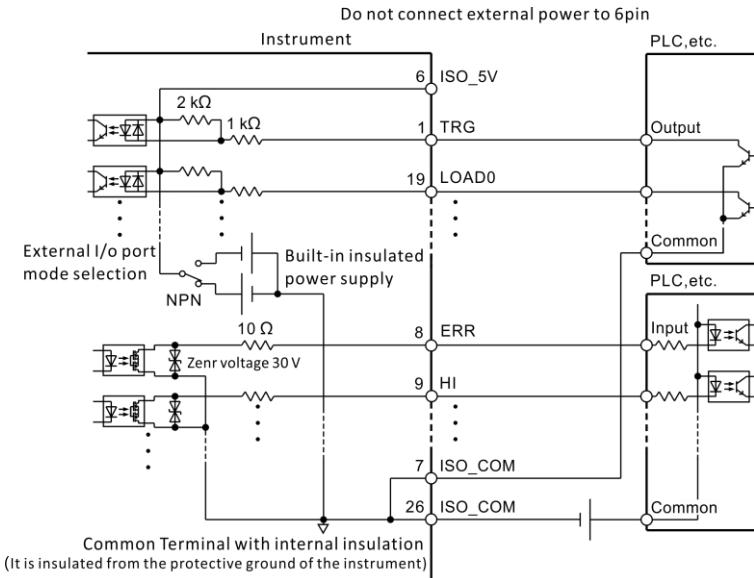 Do not connect external power to 6pin
Instrument
PLC,etc.
6 ISO_5V
2 kΩ
1 kΩ
1 TRG
Output
19 LOAD0
External I/o port
mode selection
Built-in insulated
power supply
NPN
Common
PLC,etc.
10 Ω
8 ERR
Input
Zenr voltage 30 V
9 HI
7 ISO_COM
26 ISO_COM
Common
Common Terminal with internal insulation
(It is insulated from the protective ground of the instrument)